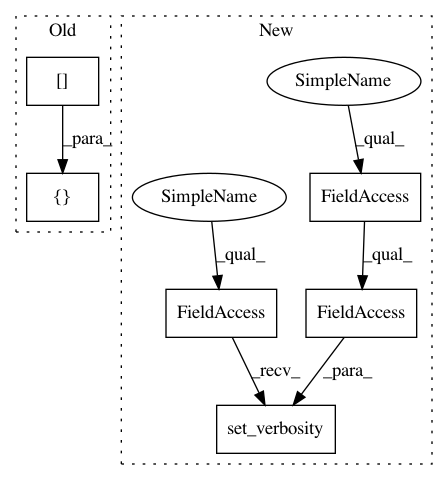 Old
New
[]
SimpleName
_para_
_qual_
{}
SimpleName
FieldAccess
_qual_
_qual_
FieldAccess
FieldAccess
_recv_
_para_
set_verbosity